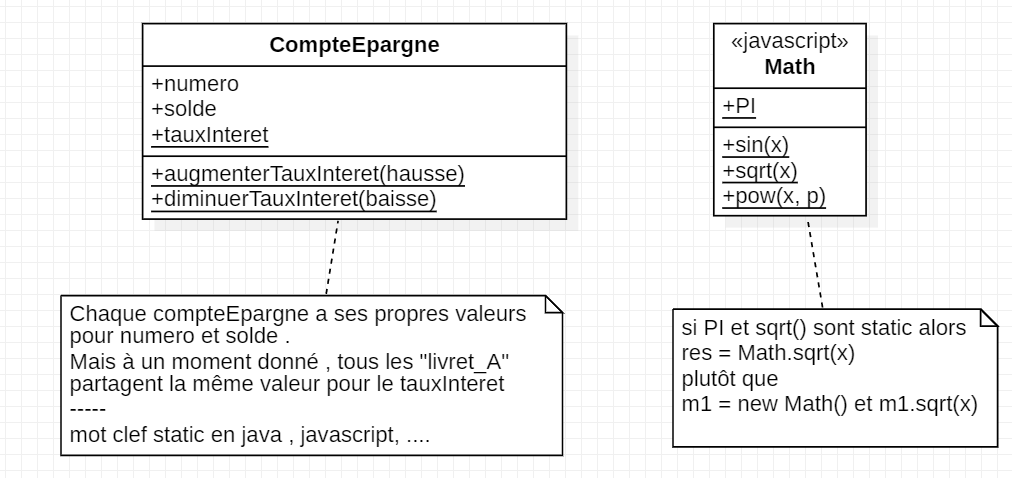 CompteEpargne
+numero
+solde
+tauxInteret
+augmenterTauxInteret(hausse)
+diminuerTauxInteret(baisse)
Chaque compteEpargne a ses propres valeurs
pour numero et solde .
Mais à un moment donné , tous les "livret_A"
partagent la même valeur pour le tauxInteret
-----
mot clef static en java , javascript, ....
«javascript»
Math
+PI
+sin(x)
+sqrt(x)
+pow(x, p)
si PI et sqrt() sont static alors
res = Math.sqrt(x)
plutôt que
m1 = new Math() et m1.sqrt(x)